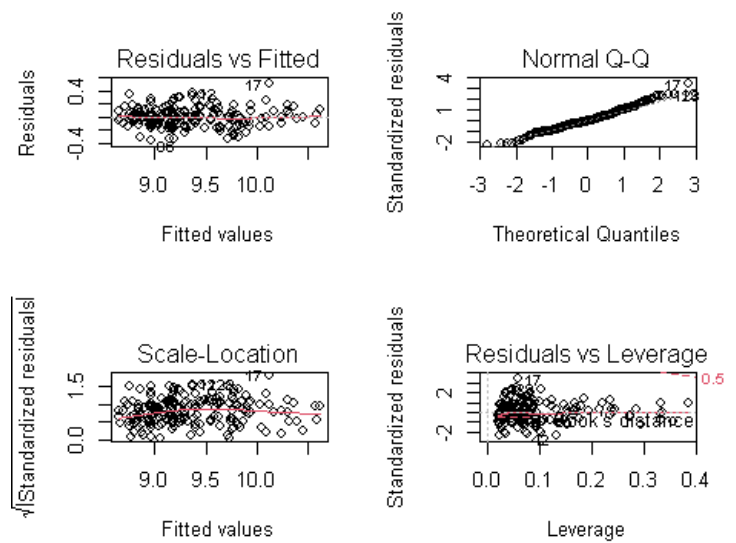 Residuals vs Fitted
Residuals
-0.4
0.4
17
9.0 9.5 10.0
Fitted values
Normal Q-Q
Standardized residuals
-2
1
4
17
-3 -2 -1 0 1 2 3
Theoretical Quantiles
Scale-Location
√|Standardized residuals|
0.0
1.5
17
9.0 9.5 10.0
Fitted values
Residuals vs Leverage
Standardized residuals
-2
2
17
0.5
Cook's distance
0.0 0.1 0.2 0.3 0.4
Leverage